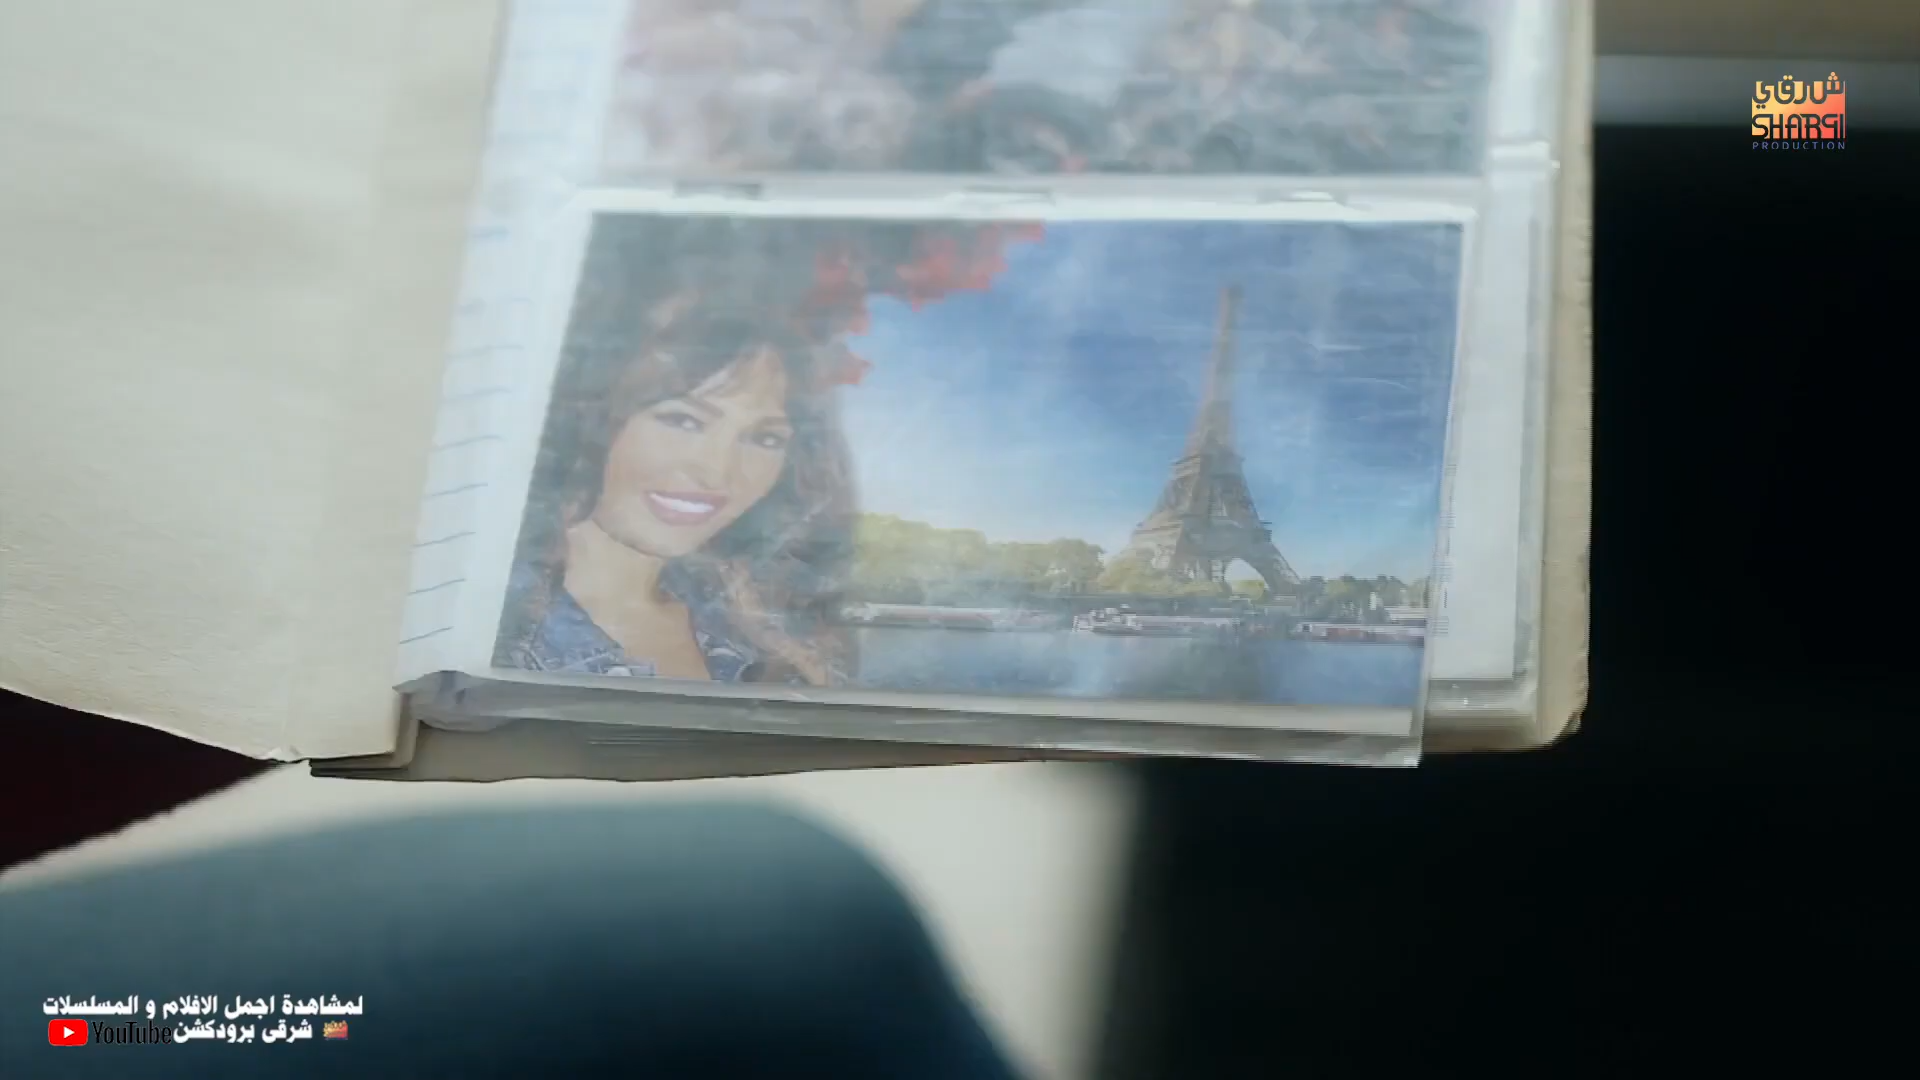 شرقي
SHARQI
PRODUCTION
لمشاهدة اجمل الافلام و المسلسلات
YouTube شرقى برودكشن